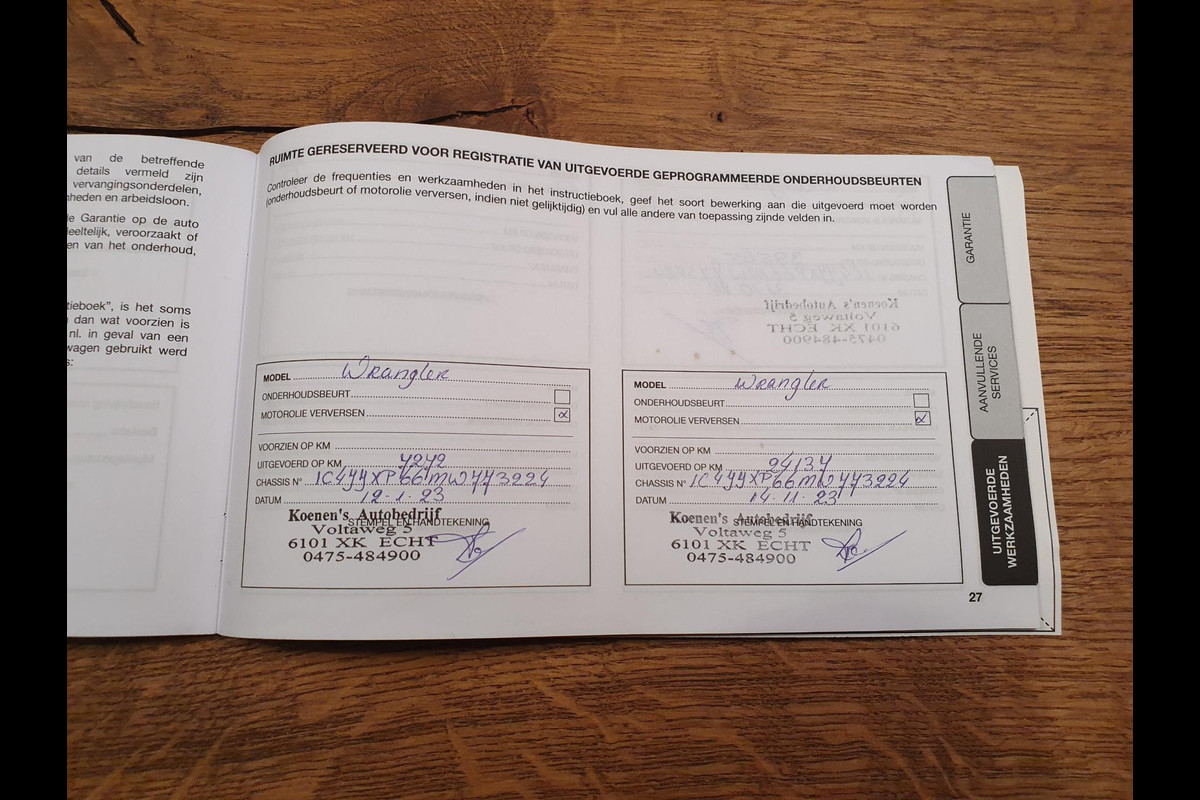 van de betreffende
details vermeld zijn
vervangingsonderdelen,
heden en arbeidsloon.
le Garantie op de auto
leeltelijk, veroorzaakt of
en van het onderhoud,
tieboek", is het soms
dan wat voorzien is
nl. in geval van een
wagen gebruikt werd
s:
RUIMTE GERESERVEERD VOOR REGISTRATIE VAN UITGEVOERDE GEPROGRAMMEERDE ONDERHOUDSBEURTEN
Controleer de frequenties en werkzaamheden in het instructieboek, geef het soort bewerking aan die uitgevoerd moet worden
(onderhoudsbeurt of motorolie verversen, indien niet gelijktijdig) en vul alle andere van toepassing zijnde velden in.
MODEL Wrangler
ONDERHOUDSBEURT
MOTOROLIE VERVERSEN x
VOORZIEN OP KM
UITGEVOERD OP KM 7272
CHASSIS N° 1C4JJXP66MW773224
DATUM 12-1-23
STEMPEL EN HANDTEKENING
Koenen's Autobedrijf
Voltaweg 5
6101 XK ECHT
0475-484900
MODEL Wrangler
ONDERHOUDSBEURT
MOTOROLIE VERVERSEN x
VOORZIEN OP KM
UITGEVOERD OP KM 24137
CHASSIS N° 1C4JJXP66MW773224
DATUM 14-11-23
STEMPEL EN HANDTEKENING
Koenen's Autobedrijf
Voltaweg 5
6101 XK ECHT
0475-484900
GARANTIE
AANVULLENDE
SERVICES
UITGEVOERDE
WERKZAAMHEDEN
27